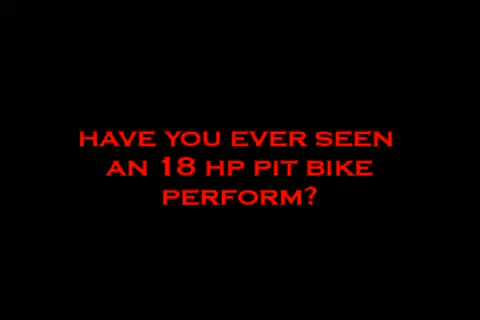 HAVE YOU EVER SEEN
AN 18 HP PIT BIKE
PERFORM?